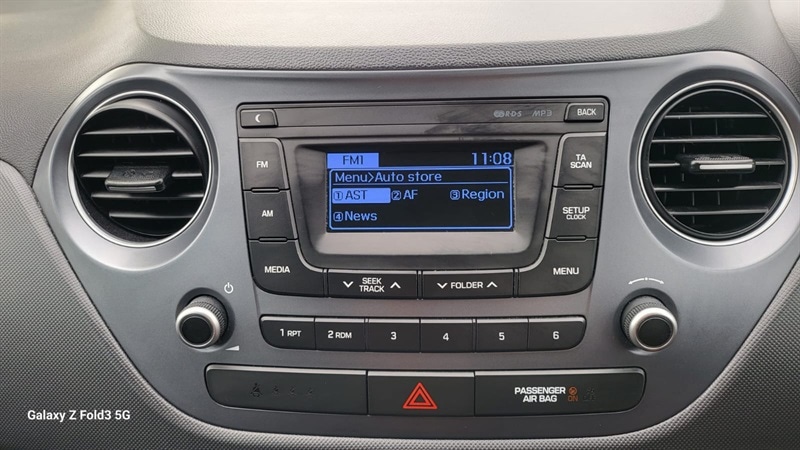 RDS MP3 BACK
FM1 11:08
Menu>Auto store
①AST ②AF ③Region
④News
FM
AM
MEDIA
TA
SCAN
SETUP
CLOCK
MENU
SEEK
TRACK
FOLDER
1 RPT 2 RDM 3 4 5 6
PASSENGER
AIR BAG
ON
Galaxy Z Fold3 5G